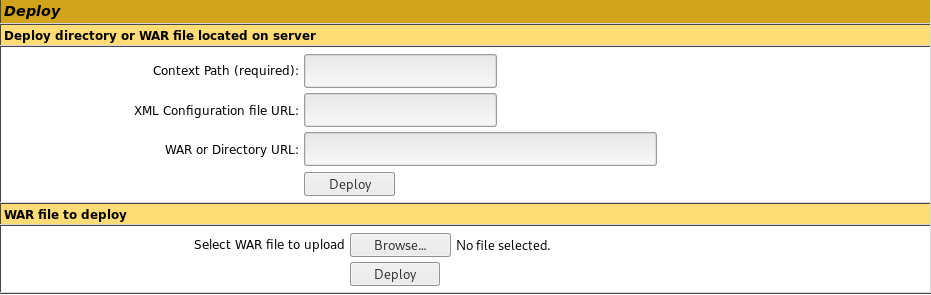 Deploy
Deploy directory or WAR file located on server
Context Path (required):
XML Configuration file URL:
WAR or Directory URL:
Deploy
WAR file to deploy
Select WAR file to upload Browse... No file selected.
Deploy